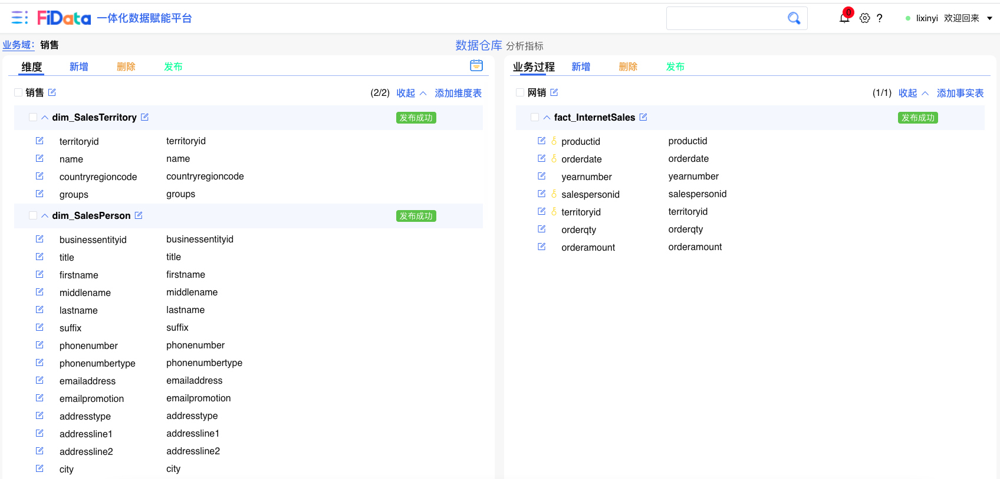 FiData 一体化数据赋能平台
0
? lixinyi 欢迎回来
业务域: 销售
数据仓库 分析指标
维度 新增 删除 发布
销售 (2/2) 收起 添加维度表
dim_SalesTerritory 发布成功
territoryid territoryid
name name
countryregioncode countryregioncode
groups groups
dim_SalesPerson 发布成功
businessentityid businessentityid
title title
firstname firstname
middlename middlename
lastname lastname
suffix suffix
phonenumber phonenumber
phonenumbertype phonenumbertype
emailaddress emailaddress
emailpromotion emailpromotion
addresstype addresstype
addressline1 addressline1
addressline2 addressline2
city city
业务过程 新增 删除 发布
网销 (1/1) 收起 添加事实表
fact_InternetSales 发布成功
productid productid
orderdate orderdate
yearnumber yearnumber
salespersonid salespersonid
territoryid territoryid
orderqty orderqty
orderamount orderamount